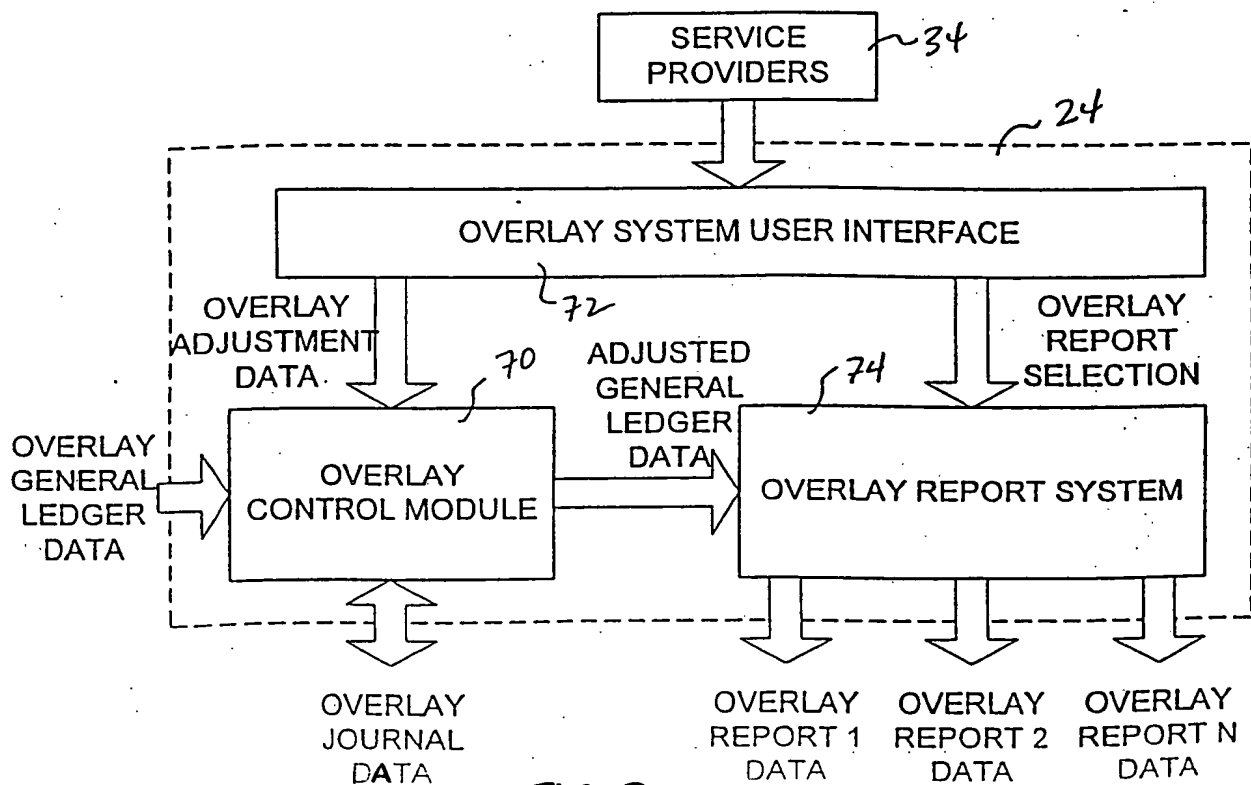 SERVICE
PROVIDERS
34
24
OVERLAY SYSTEM USER INTERFACE
72
OVERLAY
ADJUSTMENT
DATA
OVERLAY
REPORT
SELECTION
70
ADJUSTED
GENERAL
LEDGER
DATA
74
OVERLAY
GENERAL
LEDGER
DATA
OVERLAY
CONTROL MODULE
OVERLAY REPORT SYSTEM
OVERLAY
JOURNAL
DATA
OVERLAY
REPORT 1
DATA
OVERLAY
REPORT 2
DATA
OVERLAY
REPORT N
DATA